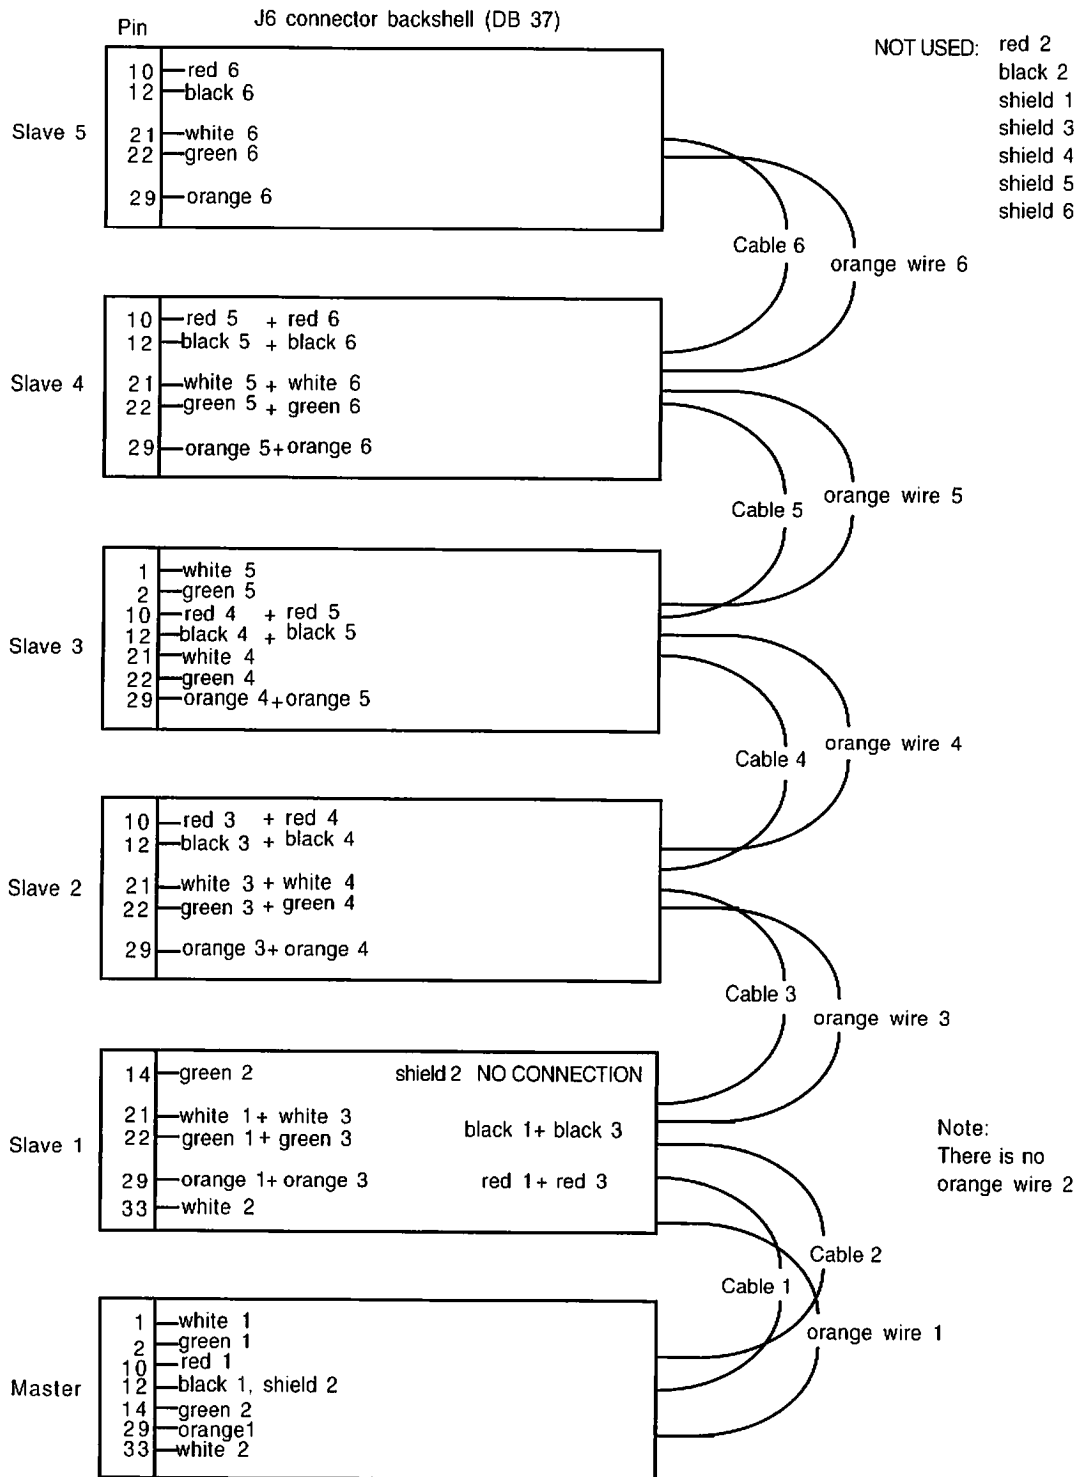 Pin
J6 connector backshell (DB 37)
NOT USED: red 2
black 2
shield 1
shield 3
shield 4
shield 5
shield 6
Slave 5
10 red 6
12 black 6
21 white 6
22 green 6
29 orange 6
Cable 6
orange wire 6
Slave 4
10 red 5 + red 6
12 black 5 + black 6
21 white 5 + white 6
22 green 5 + green 6
29 orange 5+orange 6
Cable 5
orange wire 5
Slave 3
1 white 5
2 green 5
10 red 4 + red 5
12 black 4 + black 5
21 white 4
22 green 4
29 orange 4+orange 5
Cable 4
orange wire 4
Slave 2
10 red 3 + red 4
12 black 3 + black 4
21 white 3 + white 4
22 green 3 + green 4
29 orange 3+ orange 4
Cable 3
orange wire 3
Slave 1
14 green 2 shield 2 NO CONNECTION
21 white 1+ white 3
22 green 1+ green 3 black 1+ black 3
29 orange 1+ orange 3 red 1+ red 3
33 white 2
Note:
There is no
orange wire 2
Cable 2
Cable 1
orange wire 1
Master
1 white 1
2 green 1
10 red 1
12 black 1, shield 2
14 green 2
29 orange1
33 white 2